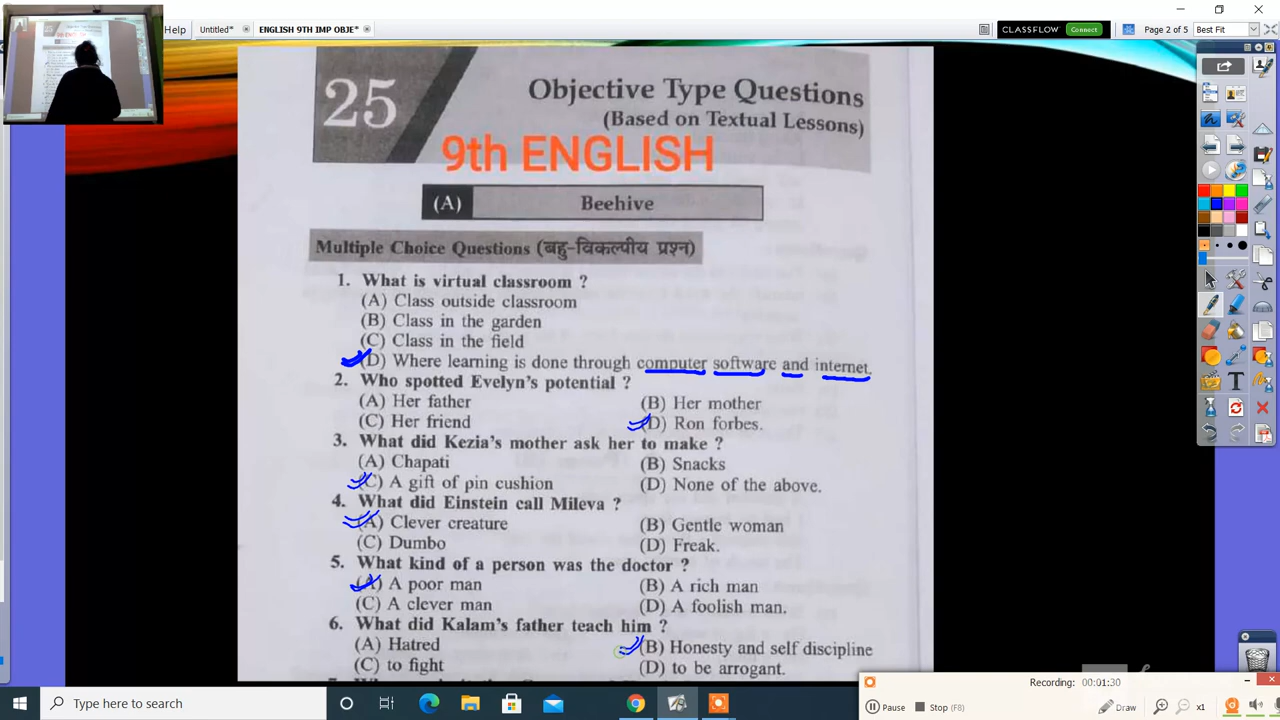 Help
Untitled*
ENGLISH 9TH IMP OBJE*
CLASSFLOW
Connect
Page 2 of 5
Best Fit
25
Objective Type Questions
(Based on Textual Lessons)
9th ENGLISH
(A) Beehive
Multiple Choice Questions (बहु-विकल्पीय प्रश्न)
1. What is virtual classroom ?
(A) Class outside classroom
(B) Class in the garden
(C) Class in the field
(D) Where learning is done through computer software and internet.
2. Who spotted Evelyn's potential ?
(A) Her father (B) Her mother
(C) Her friend (D) Ron forbes.
3. What did Kezia's mother ask her to make ?
(A) Chapati (B) Snacks
(C) A gift of pin cushion (D) None of the above.
4. What did Einstein call Mileva ?
(A) Clever creature (B) Gentle woman
(C) Dumbo (D) Freak.
5. What kind of a person was the doctor ?
(A) A poor man (B) A rich man
(C) A clever man (D) A foolish man.
6. What did Kalam's father teach him ?
(A) Hatred (B) Honesty and self discipline
(C) to fight (D) to be arrogant.
Recording: 00:01:30
Pause
Stop (F8)
Draw
x1
Type here to search